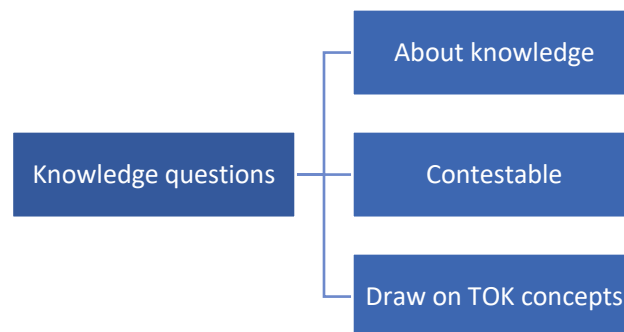 About knowledge
Knowledge questions
Contestable
Draw on TOK concepts